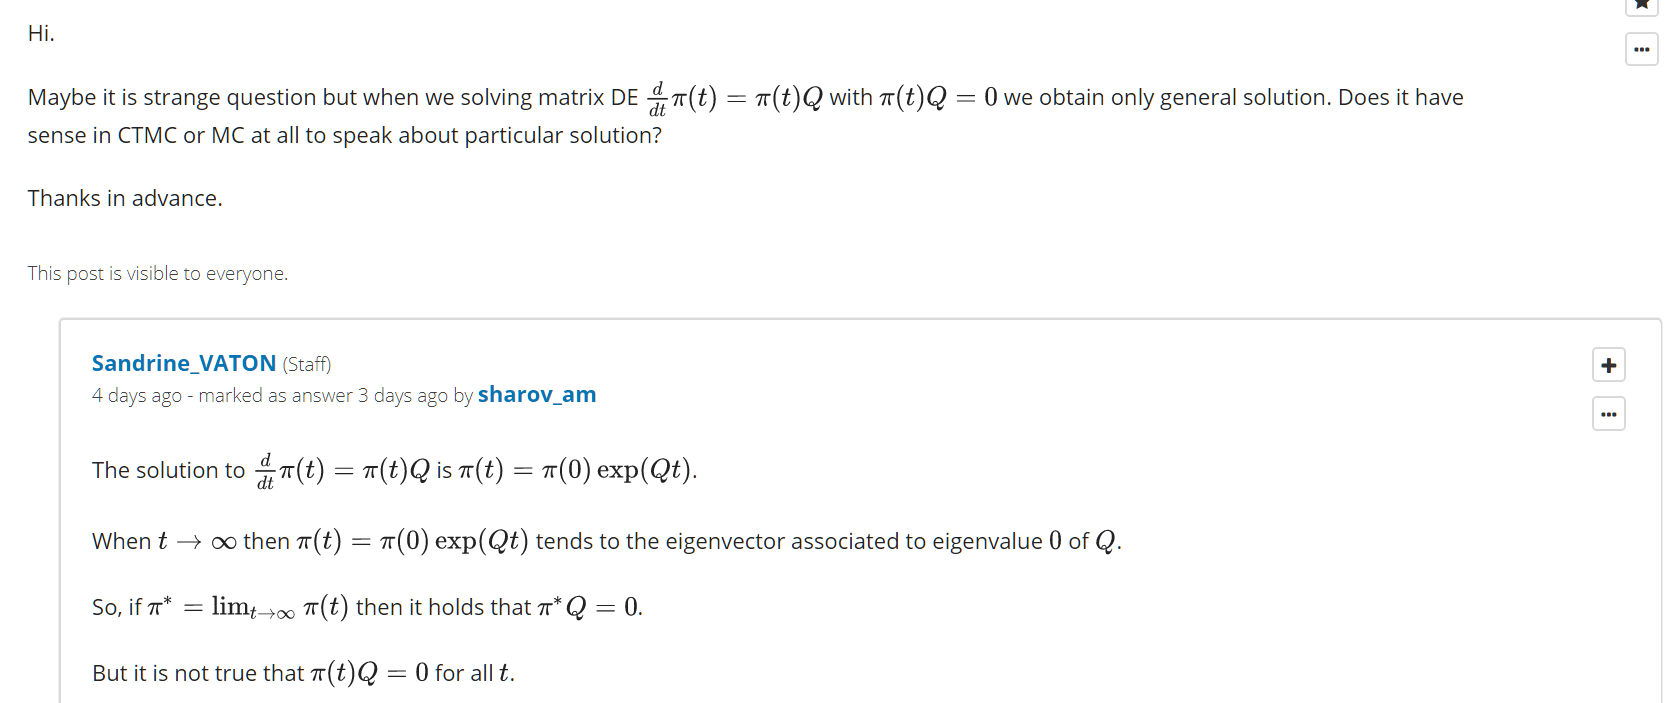 Hi.
Maybe it is strange question but when we solving matrix DE $\frac{d}{dt}\pi(t) = \pi(t)Q$ with $\pi(t)Q = 0$ we obtain only general solution. Does it have
sense in CTMC or MC at all to speak about particular solution?
Thanks in advance.
This post is visible to everyone.
Sandrine_VATON (Staff)
4 days ago - marked as answer 3 days ago by sharov_am
The solution to $\frac{d}{dt}\pi(t) = \pi(t)Q$ is $\pi(t) = \pi(0)\exp(Qt)$.
When $t \to \infty$ then $\pi(t) = \pi(0)\exp(Qt)$ tends to the eigenvector associated to eigenvalue $0$ of $Q$.
So, if $\pi^* = \lim_{t \to \infty} \pi(t)$ then it holds that $\pi^* Q = 0$.
But it is not true that $\pi(t)Q = 0$ for all $t$.